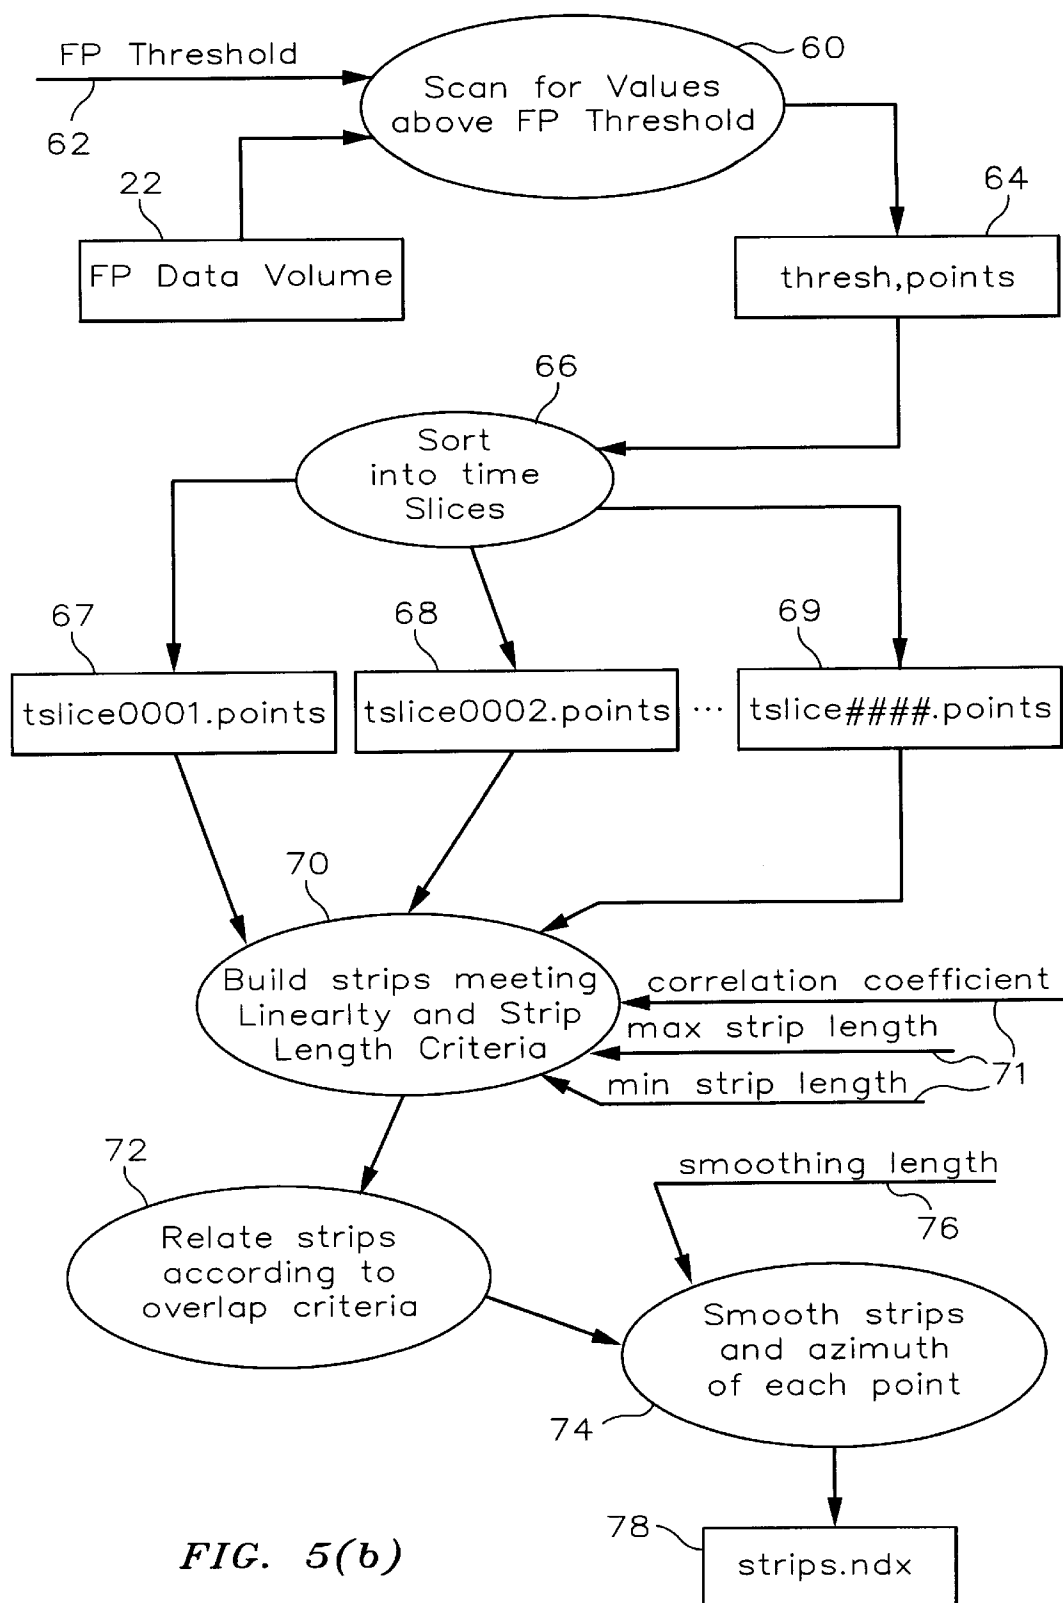 FP Threshold
62
60
Scan for Values
above FP Threshold
22
FP Data Volume
64
thresh,points
66
Sort
into time
Slices
67
tslice0001.points
68
tslice0002.points
...
69
tslice####.points
70
Build strips meeting
Linearity and Strip
Length Criteria
correlation coefficient
max strip length
71
min strip length
72
Relate strips
according to
overlap criteria
smoothing length
76
Smooth strips
and azimuth
of each point
74
78
strips.ndx
FIG. 5(b)